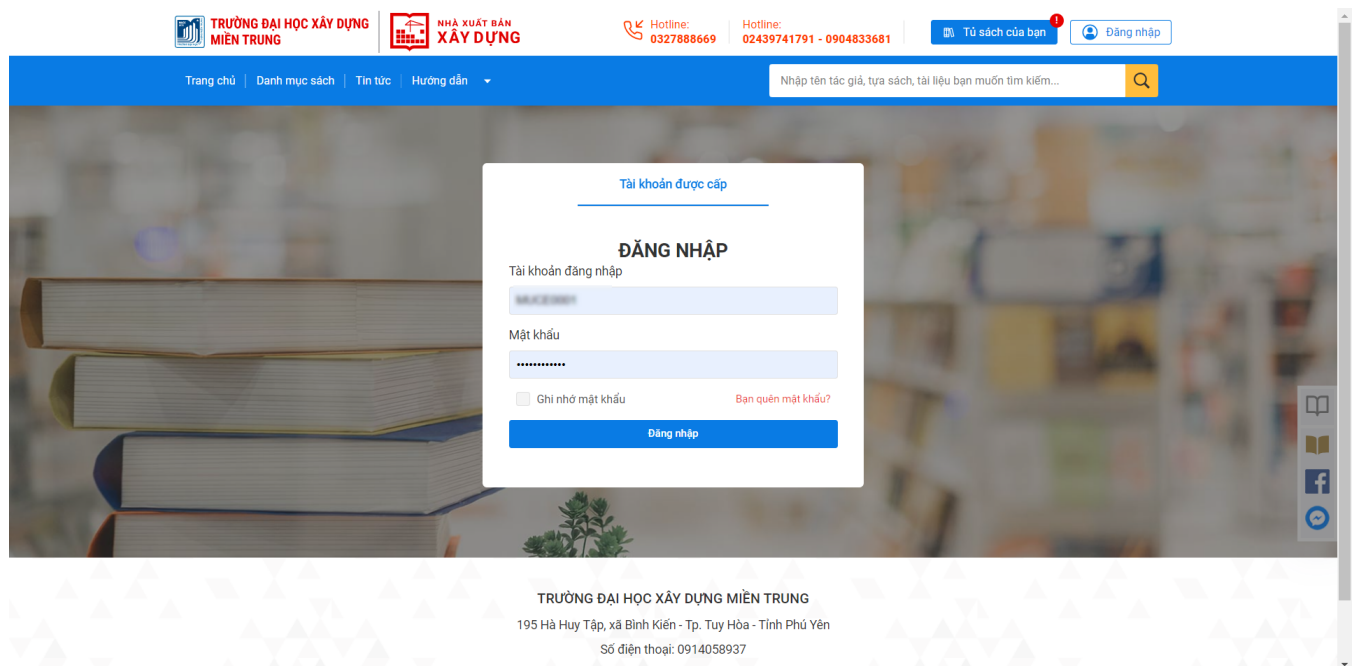 TRƯỜNG ĐẠI HỌC XÂY DỰNG
MIỀN TRUNG
NHÀ XUẤT BẢN
XÂY DỰNG
Hotline:
0327888669
Hotline:
02439741791 - 0904833681
Tủ sách của bạn
!
Đăng nhập
Trang chủ
Danh mục sách
Tin tức
Hướng dẫn
Nhập tên tác giả, tựa sách, tài liệu bạn muốn tìm kiếm...
Tài khoản được cấp
ĐĂNG NHẬP
Tài khoản đăng nhập
Mật khẩu
••••••••••••
Ghi nhớ mật khẩu
Bạn quên mật khẩu?
Đăng nhập
TRƯỜNG ĐẠI HỌC XÂY DỰNG MIỀN TRUNG
195 Hà Huy Tập, xã Bình Kiến - Tp. Tuy Hòa - Tỉnh Phú Yên
Số điện thoại: 0914058937